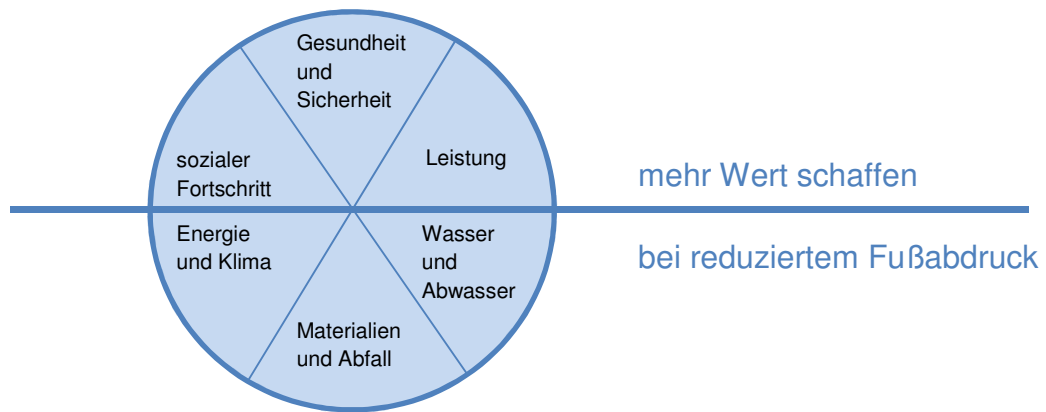 Gesundheit
und
Sicherheit
sozialer
Fortschritt
Leistung
mehr Wert schaffen
Energie
und Klima
Wasser
und
Abwasser
bei reduziertem Fußabdruck
Materialien
und Abfall